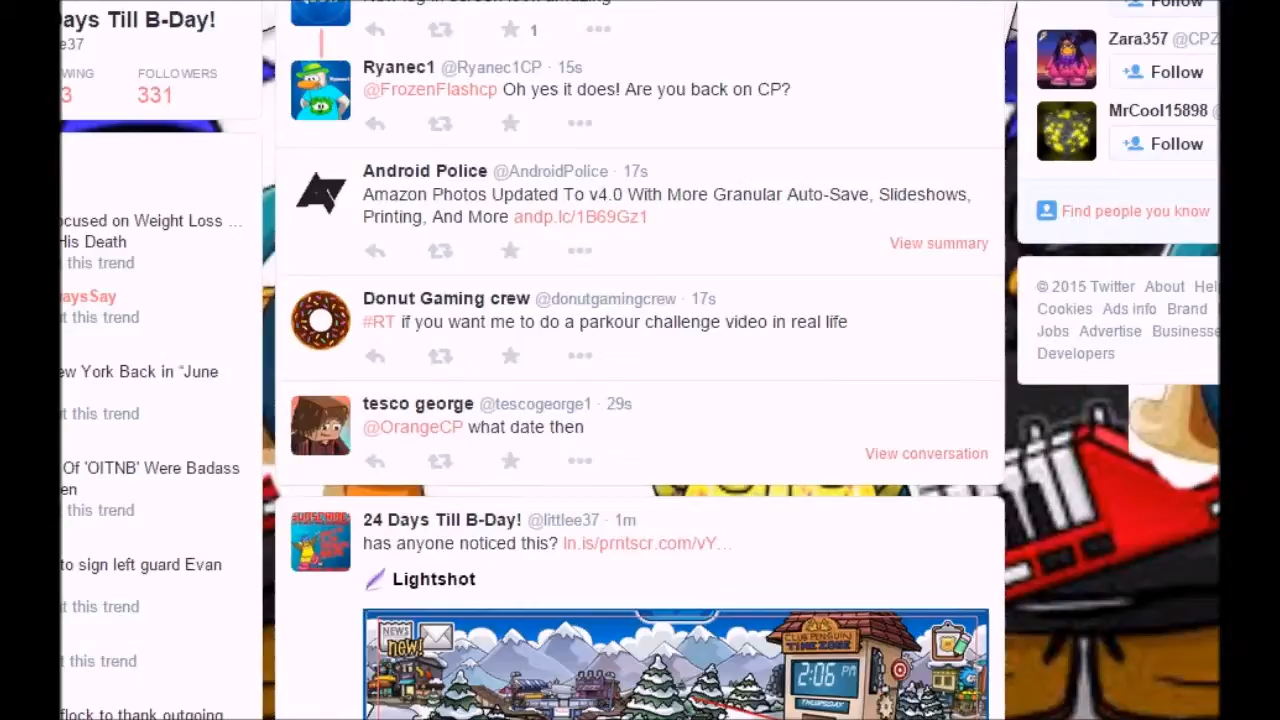 Days Till B-Day!
e37
WING FOLLOWERS
3 331
ocused on Weight Loss ...
His Death
this trend
aysSay
t this trend
ew York Back in “June
t this trend
Of 'OITNB' Were Badass
en
this trend
to sign left guard Evan
t this trend
t this trend
flock to thank outgoing
1
Ryanec1 @Ryanec1CP · 15s
@FrozenFlashcp Oh yes it does! Are you back on CP?
Android Police @AndroidPolice · 17s
Amazon Photos Updated To v4.0 With More Granular Auto-Save, Slideshows,
Printing, And More andp.lc/1B69Gz1
View summary
Donut Gaming crew @donutgamingcrew · 17s
#RT if you want me to do a parkour challenge video in real life
tesco george @tescogeorge1 · 29s
@OrangeCP what date then
View conversation
24 Days Till B-Day! @littlee37 · 1m
has anyone noticed this? ln.is/prntscr.com/vY…
Lightshot
NEWS
new!
CLUB PENGUIN
TIME ZONE
2:06 PM
THURSDAY
Follow
Zara357 @CPZ
Follow
MrCool15898 @
Follow
Find people you know
© 2015 Twitter About Hel
Cookies Ads info Brand
Jobs Advertise Businesse
Developers